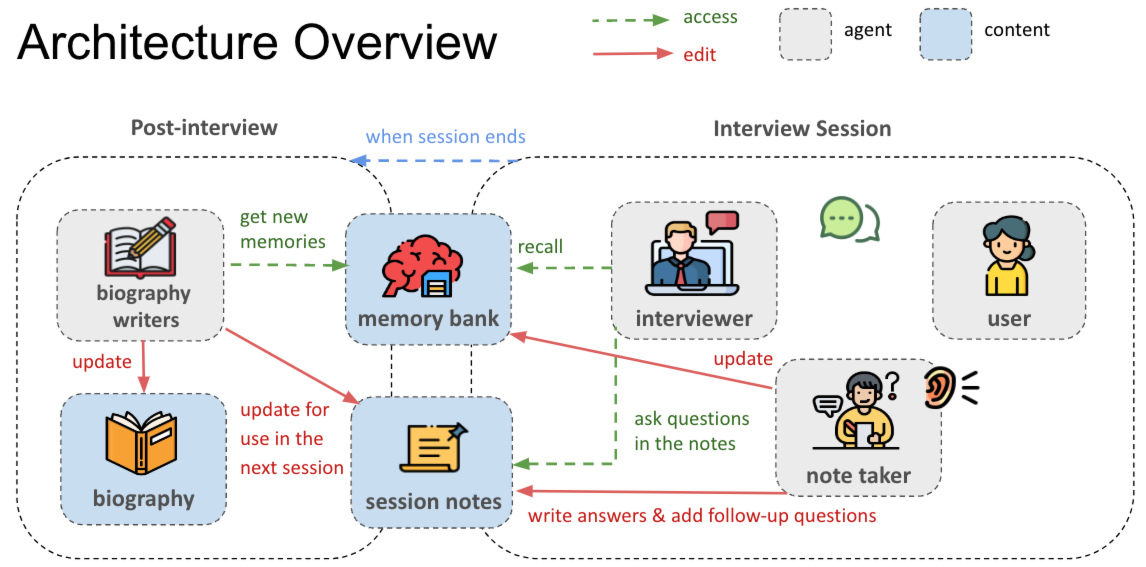 Architecture Overview
access
edit
agent
content
Post-interview
when session ends
Interview Session
get new
memories
recall
biography
writers
memory bank
interviewer
user
update
update
update for
use in the
next session
ask questions
in the notes
biography
session notes
note taker
write answers & add follow-up questions